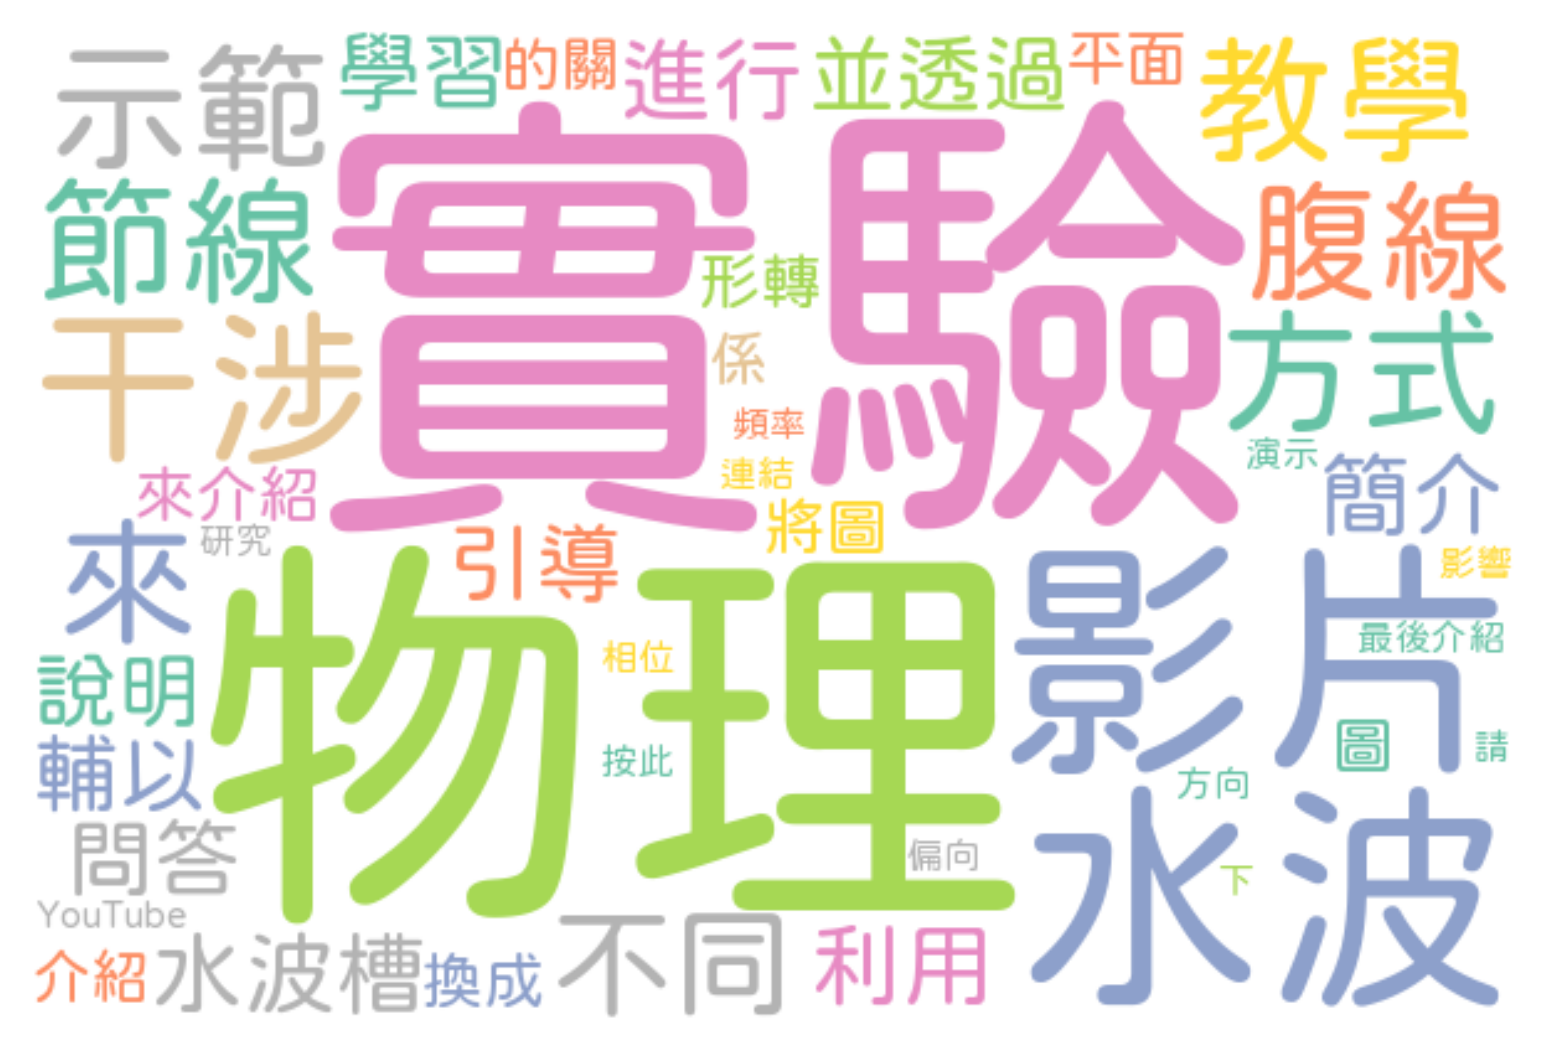 示範
學習
的關
進行
並透過
平面
教學
節線
實驗
腹線
形轉
干涉
係
方式
頻率
演示
來介紹
連結
簡介
研究
引導
將圖
來
物理
影片
影響
相位
最後介紹
說明
按此
圖
請
輔以
方向
水波
問答
偏向
下
YouTube
介紹
水波槽
換成
不同
利用